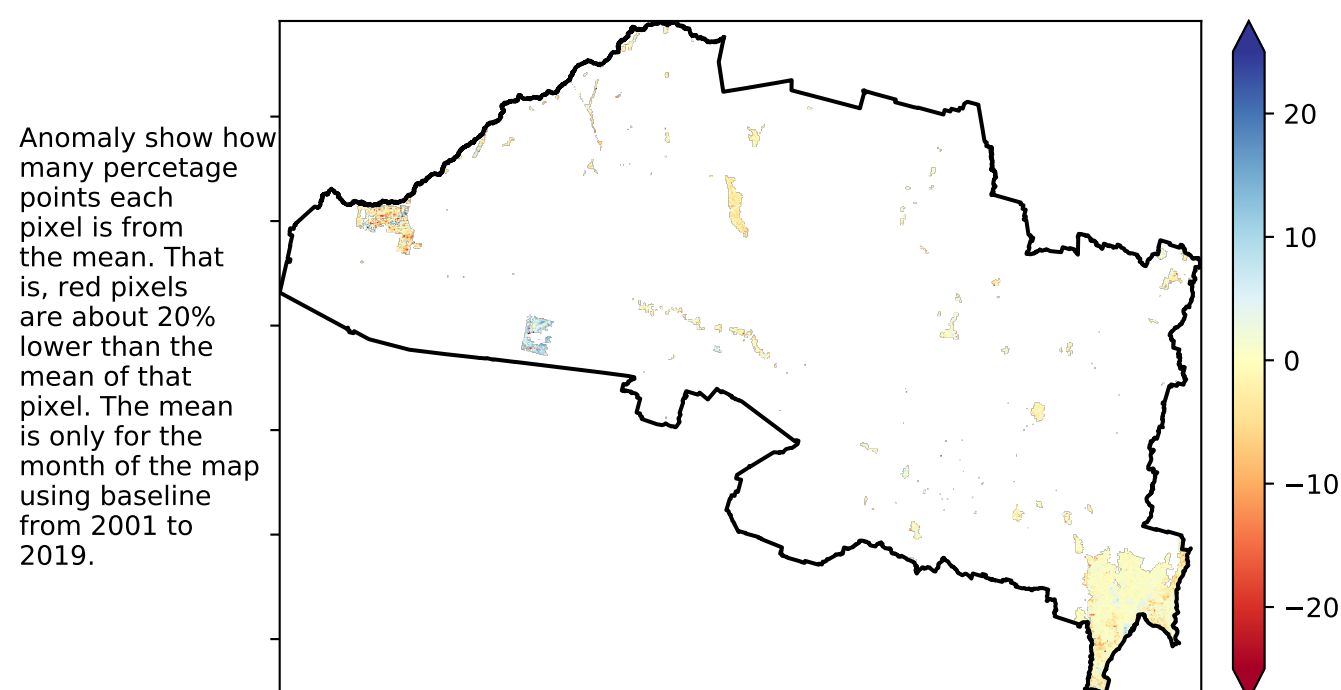 Anomaly show how
many percetage
points each
pixel is from
the mean. That
is, red pixels
are about 20%
lower than the
mean of that
pixel. The mean
is only for the
month of the map
using baseline
from 2001 to
2019.
20
10
0
−10
−20